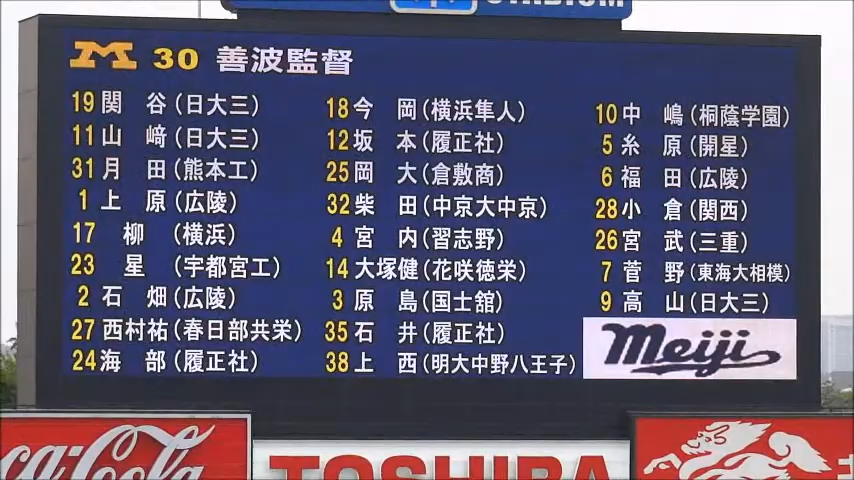 STADIUM
M 30 善波監督
19 関 谷 (日大三)
11 山 﨑 (日大三)
31 月 田 (熊本工)
1 上 原 (広陵)
17 柳 (横浜)
23 星 (宇都宮工)
2 石 畑 (広陵)
27 西村祐 (春日部共栄)
24 海 部 (履正社)
18 今 岡 (横浜隼人)
12 坂 本 (履正社)
25 岡 大 (倉敷商)
32 柴 田 (中京大中京)
4 宮 内 (習志野)
14 大塚健 (花咲徳栄)
3 原 島 (国士舘)
35 石 井 (履正社)
38 上 西 (明大中野八王子)
10 中 嶋 (桐蔭学園)
5 糸 原 (開星)
6 福 田 (広陵)
28 小 倉 (関西)
26 宮 武 (三重)
7 菅 野 (東海大相模)
9 高 山 (日大三)
Meiji
Coca-Cola
TOSHIBA